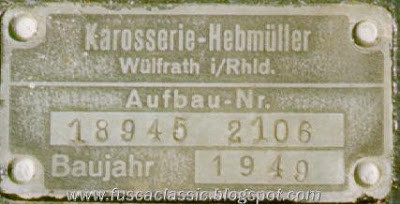 Karosserie-Hebmüller
Wülfrath i/Rhld.
Aufbau-Nr.
18945 2106
Baujahr 1949
www.fuscaclassic.blogspot.com